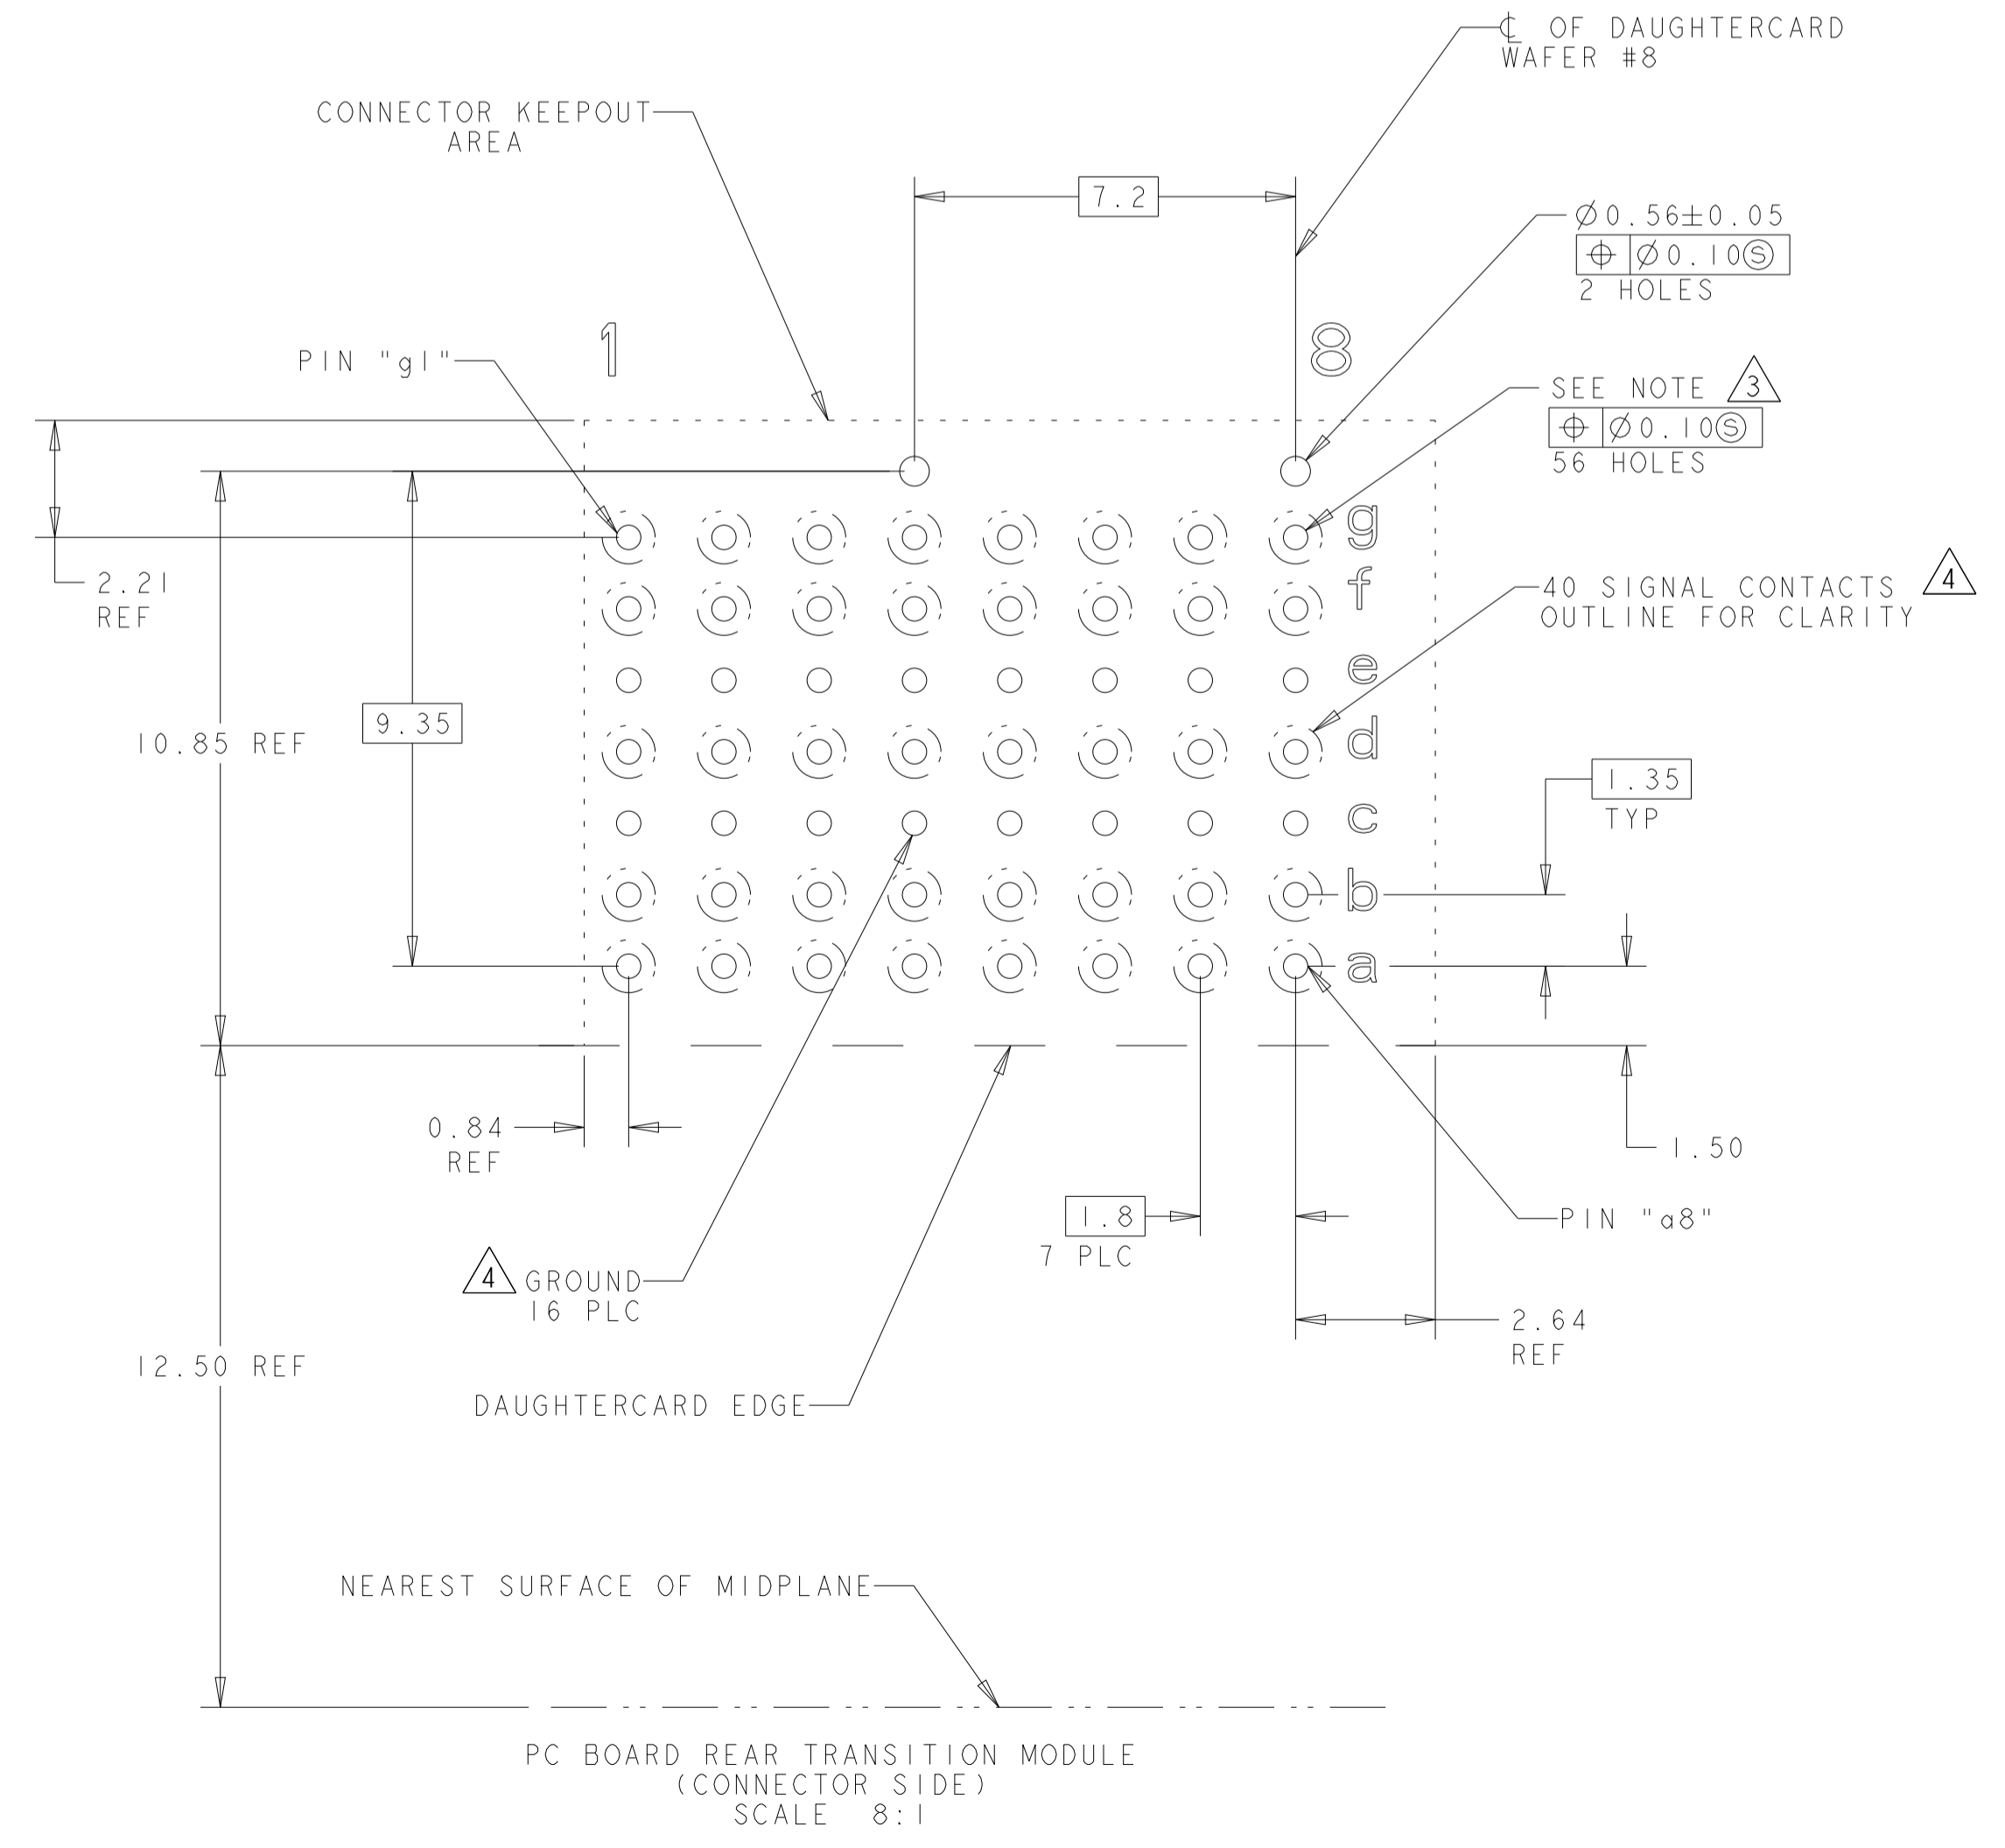 ℄ OF DAUGHTERCARD
WAFER #8
CONNECTOR KEEPOUT
AREA
7.2
⌀0.56±0.05
⌖ ⌀0.10Ⓢ
2 HOLES
1
8
PIN "g1"
SEE NOTE 3
⌖ ⌀0.10Ⓢ
56 HOLES
g
2.21
REF
f
40 SIGNAL CONTACTS 4
OUTLINE FOR CLARITY
e
9.35
10.85 REF
d
1.35
TYP
c
b
a
0.84
REF
1.50
1.8
7 PLC
PIN "a8"
4 GROUND
16 PLC
2.64
REF
12.50 REF
DAUGHTERCARD EDGE
NEAREST SURFACE OF MIDPLANE
PC BOARD REAR TRANSITION MODULE
(CONNECTOR SIDE)
SCALE 8:1